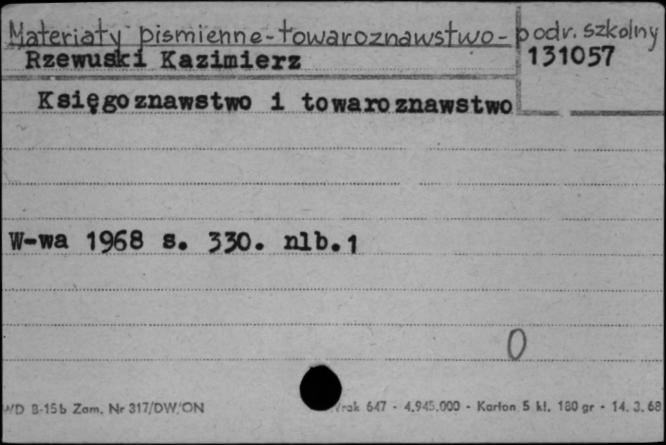 Materiały piśmienne-towaroznawstwo-podr. szkolny
Rzewuski Kazimierz 131057
Księgoznawstwo i towaroznawstwo
W-wa 1968 s. 330. nlb.1
0
WD B-15b Zam. Nr 317/DW/ON 647 - 4.945.000 - Karton 5 kl. 180 gr - 14. 3. 68